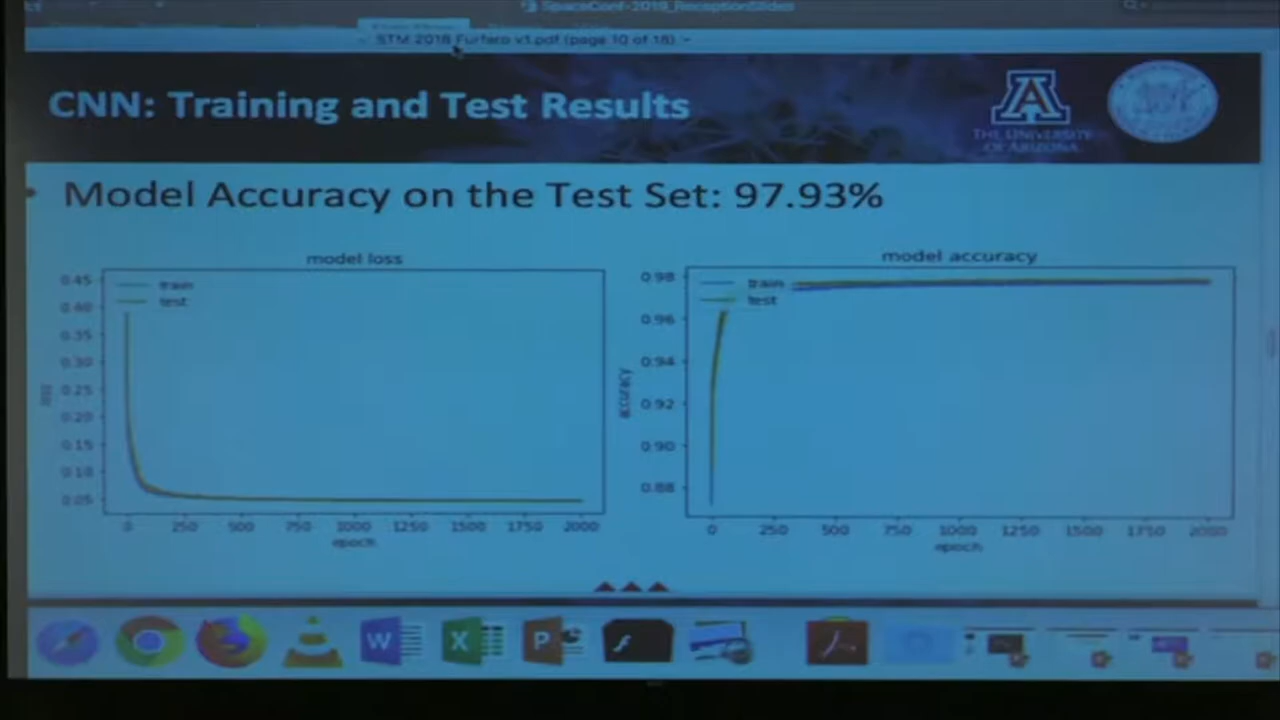 SpaceConf-2019_ReceptionSlides
STM 2018 Furfaro v1.pdf (page 10 of 18)
CNN: Training and Test Results
A
THE UNIVERSITY
OF ARIZONA
• Model Accuracy on the Test Set: 97.93%
model loss
0.45
0.40
0.35
0.30
0.25
0.20
0.15
0.10
0.05
loss
train
test
0 250 500 750 1000 1250 1500 1750 2000
epoch
model accuracy
0.98
0.96
0.94
0.92
0.90
0.88
accuracy
train
test
0 250 500 750 1000 1250 1500 1750 2000
epoch
W
X
P
f